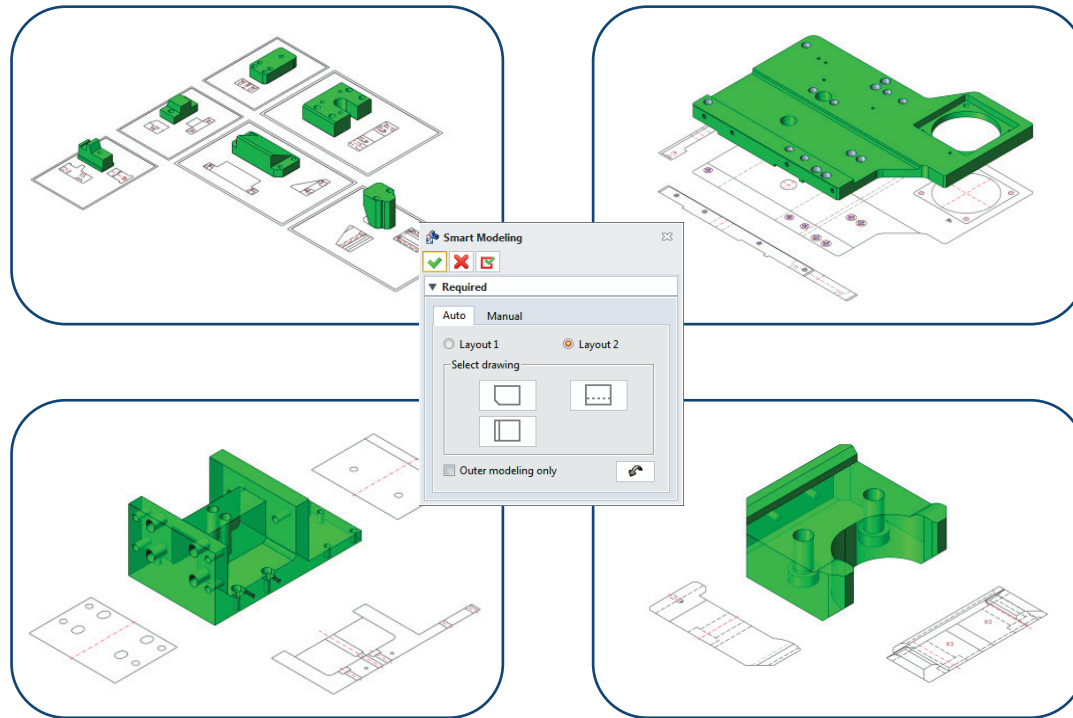 Smart Modeling
Required
Auto Manual
Layout 1 Layout 2
Select drawing
Outer modeling only